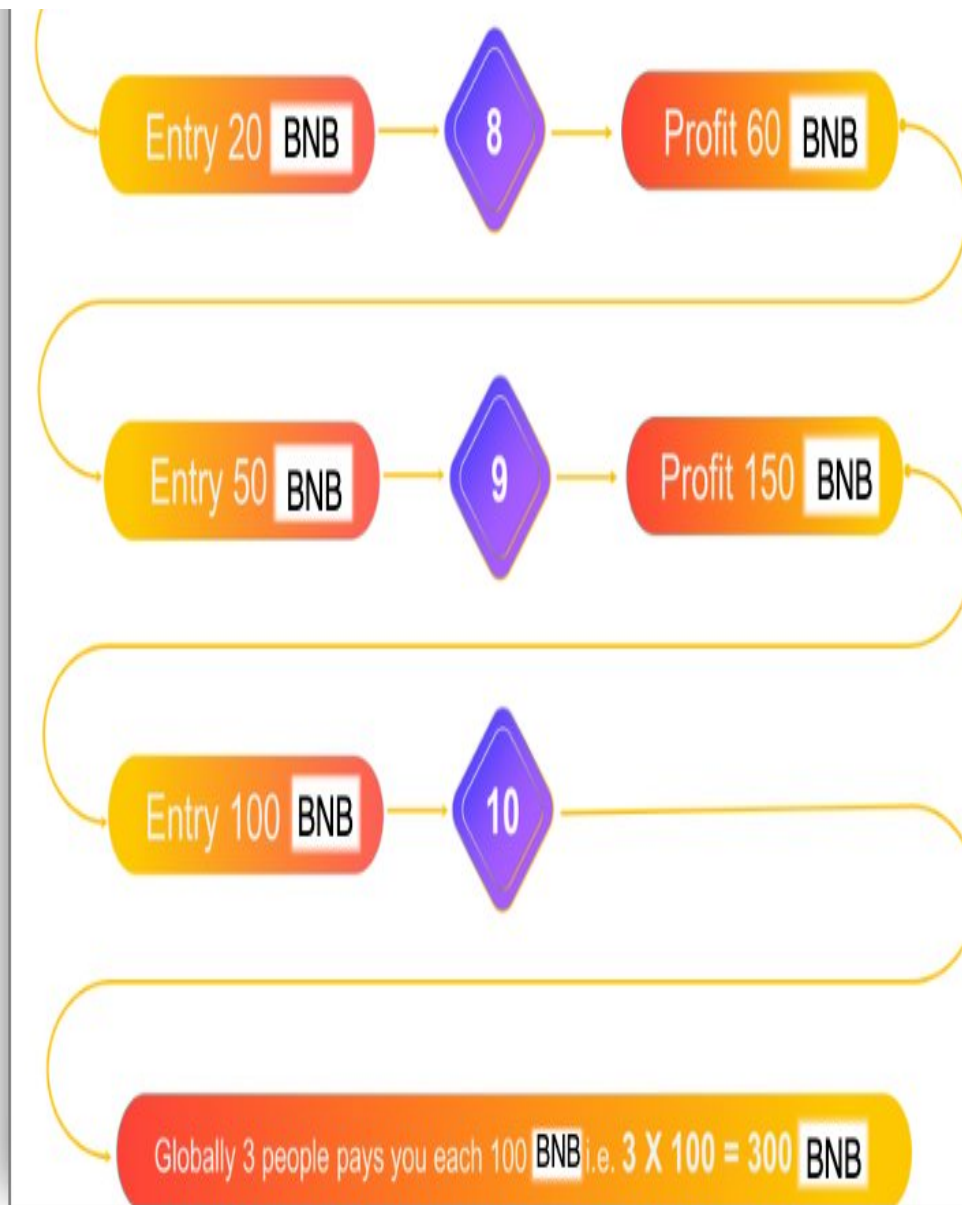 Entry 20 BNB 8 Profit 60 BNB
Entry 50 BNB 9 Profit 150 BNB
Entry 100 BNB 10
Globally 3 people pays you each 100 BNB i.e. 3 X 100 = 300 BNB